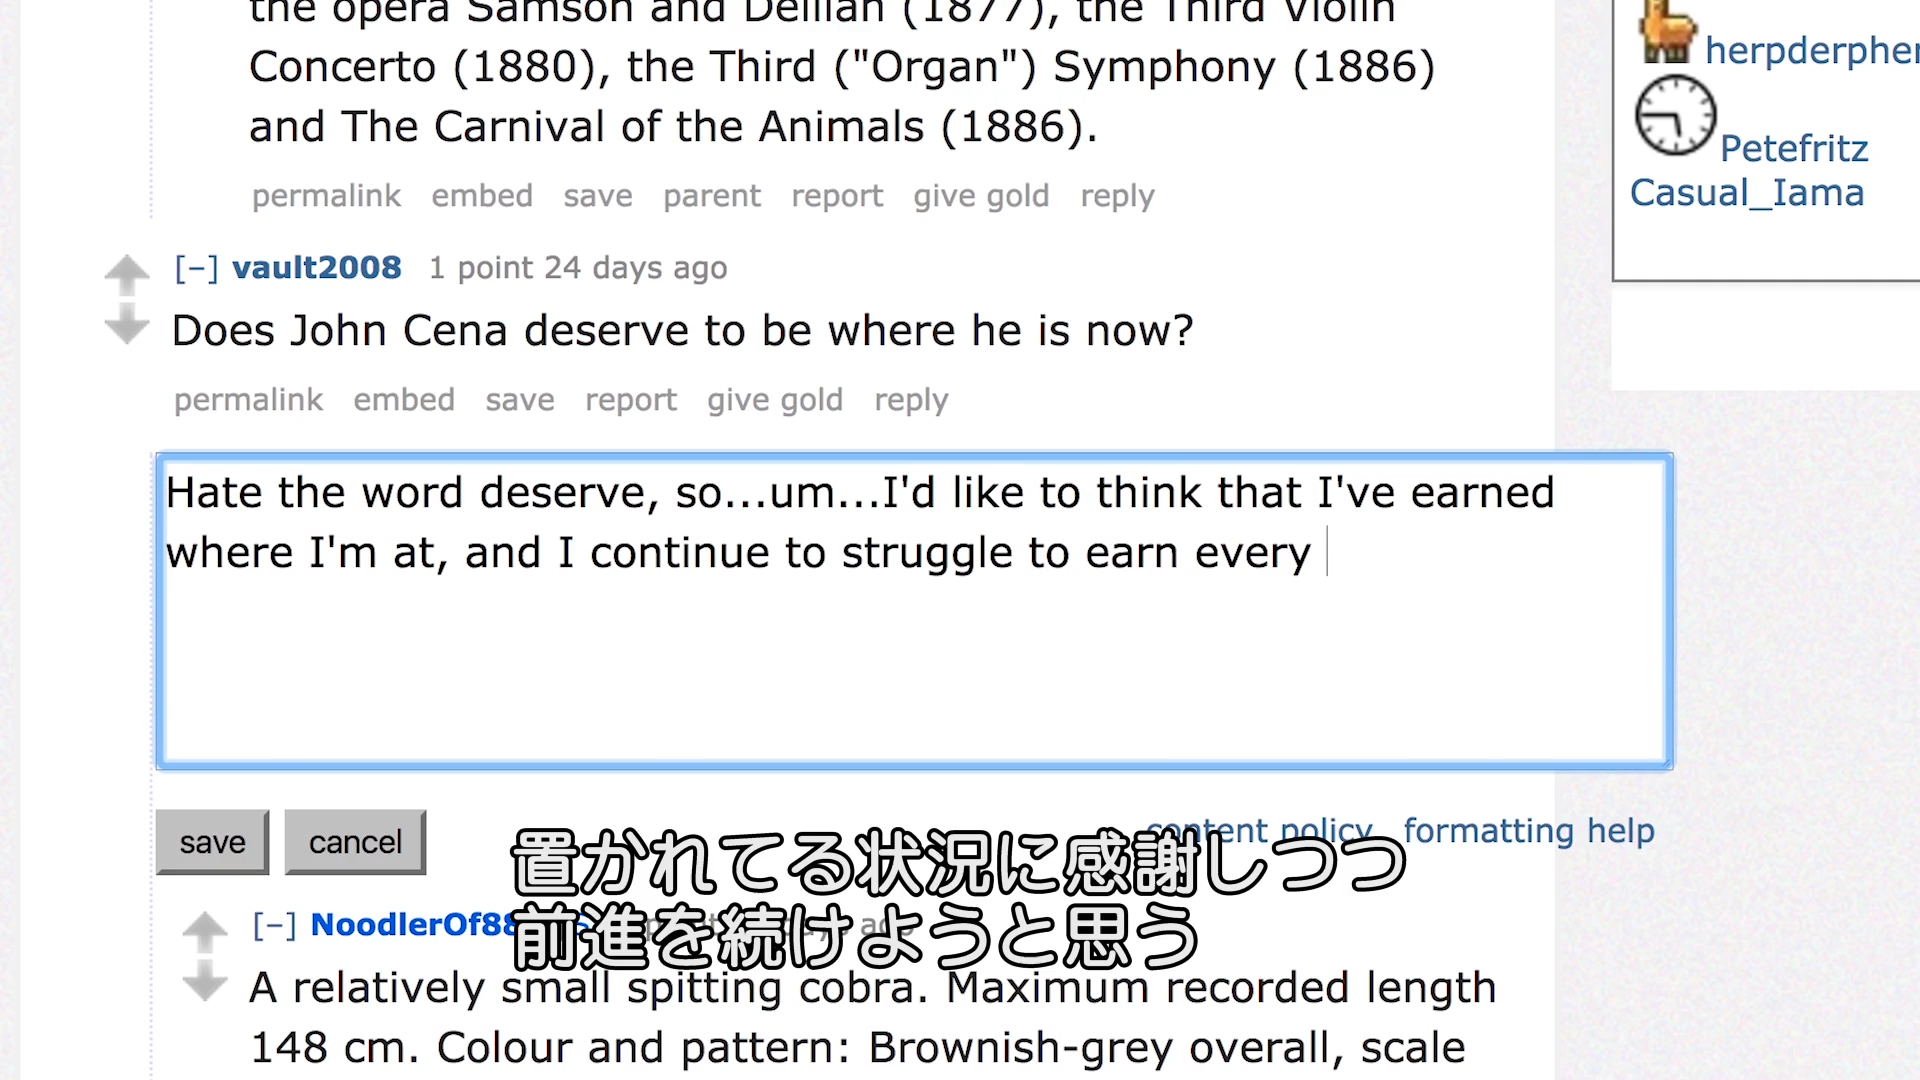 the opera Samson and Delilah (1877), the Third Violin
Concerto (1880), the Third ("Organ") Symphony (1886)
and The Carnival of the Animals (1886).
permalink embed save parent report give gold reply
[–] vault2008 1 point 24 days ago
Does John Cena deserve to be where he is now?
permalink embed save report give gold reply
Hate the word deserve, so...um...I'd like to think that I've earned
where I'm at, and I continue to struggle to earn every
save cancel
content policy formatting help
置かれてる状況に感謝しつつ
前進を続けようと思う
[–]
A relatively small spitting cobra. Maximum recorded length
148 cm. Colour and pattern: Brownish-grey overall, scale
Petefritz
Casual_Iama